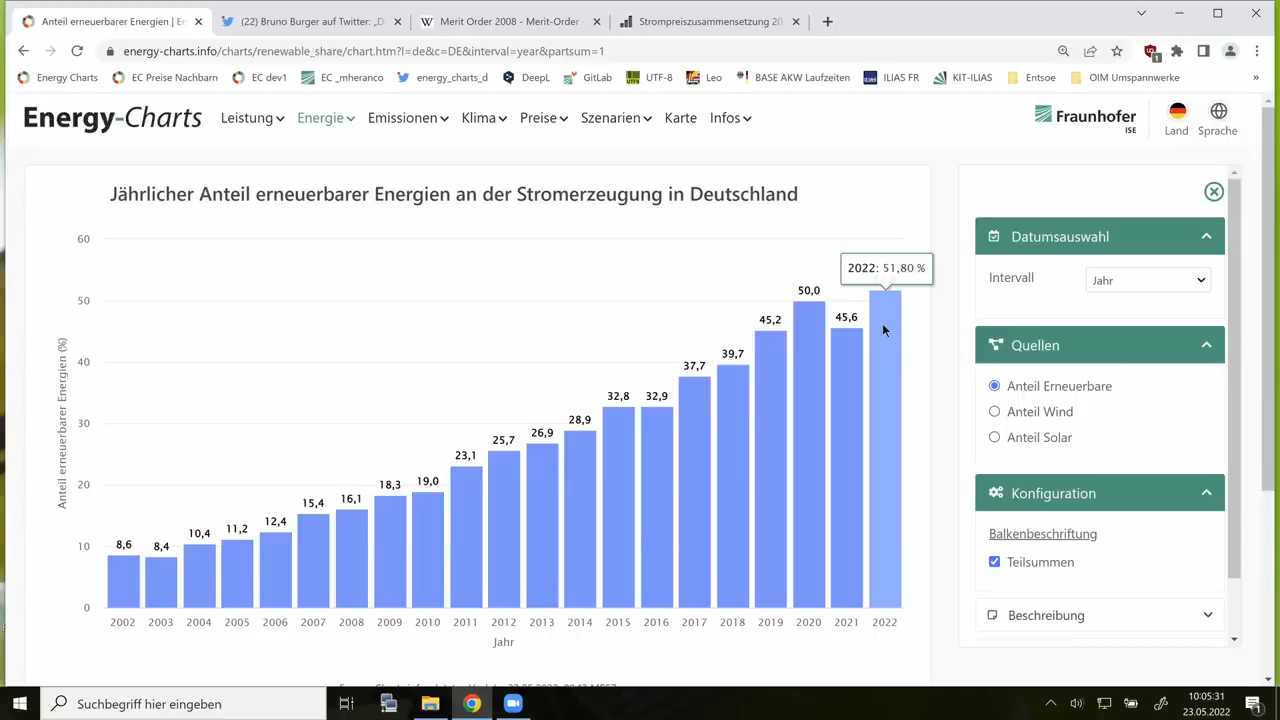 Anteil erneuerbarer Energien | En
(22) Bruno Burger auf Twitter: „D
Merit Order 2008 - Merit-Order -
Strompreiszusammensetzung 20
energy-charts.info/charts/renewable_share/chart.htm?l=de&c=DE&interval=year&partsum=1
Energy Charts
EC Preise Nachbarn
EC dev1
EC _mheranco
energy_charts_d
DeepL
GitLab
UTF-8
Leo
BASE AKW Laufzeiten
ILIAS FR
KIT-ILIAS
Entsoe
OIM Umspannwerke
»
Energy-Charts
Leistung
Energie
Emissionen
Klima
Preise
Szenarien
Karte
Infos
Fraunhofer
ISE
Land
Sprache
Jährlicher Anteil erneuerbarer Energien an der Stromerzeugung in Deutschland
Anteil erneuerbarer Energien (%)
60
50
40
30
20
10
0
8,6
8,4
10,4
11,2
12,4
15,4
16,1
18,3
19,0
23,1
25,7
26,9
28,9
32,8
32,9
37,7
39,7
45,2
50,0
45,6
2022: 51,80 %
2002 2003 2004 2005 2006 2007 2008 2009 2010 2011 2012 2013 2014 2015 2016 2017 2018 2019 2020 2021 2022
Jahr
Datumsauswahl
Intervall
Jahr
Quellen
Anteil Erneuerbare
Anteil Wind
Anteil Solar
Konfiguration
Balkenbeschriftung
Teilsummen
Beschreibung
Suchbegriff hier eingeben
10:05:31
23.05.2022